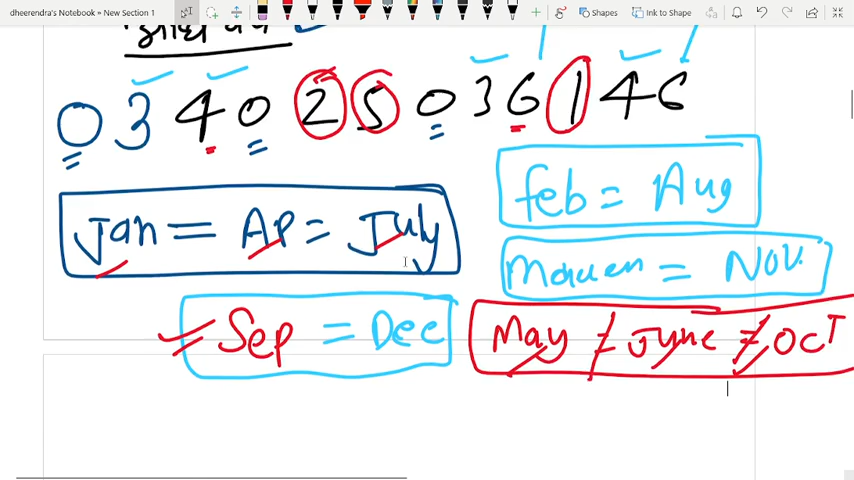 dheerendra's Notebook » New Section 1
Shapes
Ink to Shape
0 3 4 0 2 5 0 3 6 1 4 6
Jan = AP = July
feb = Aug
= Nov.
Sep = Dec
May ≠ June ≠ OCT